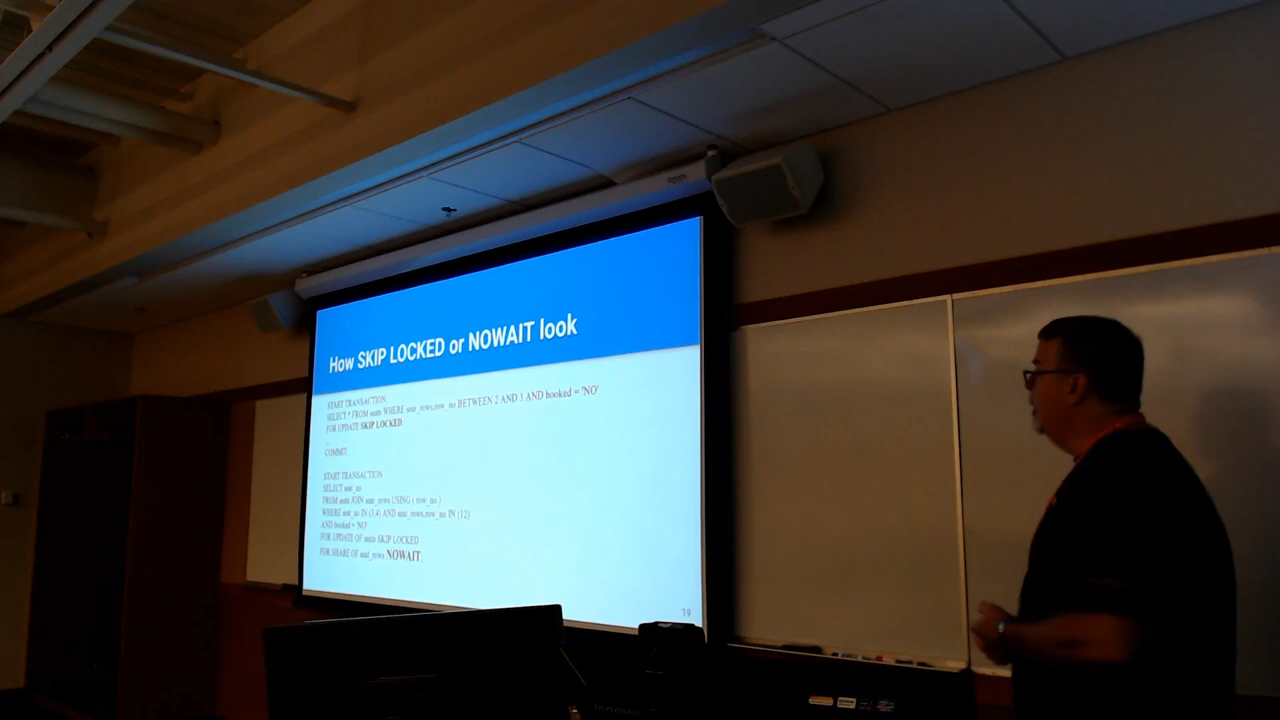 How SKIP LOCKED or NOWAIT look
START TRANSACTION;
SELECT * FROM seats WHERE seat_rows.row_no BETWEEN 2 AND 3 AND booked = 'NO'
FOR UPDATE SKIP LOCKED;
...
COMMIT;
START TRANSACTION
SELECT seat_no
FROM seats JOIN seat_rows USING ( row_no )
WHERE seat_no IN (3,4) AND seat_rows.row_no IN (12)
AND booked = 'NO'
FOR UPDATE OF seats SKIP LOCKED
FOR SHARE OF seat_rows NOWAIT;
19